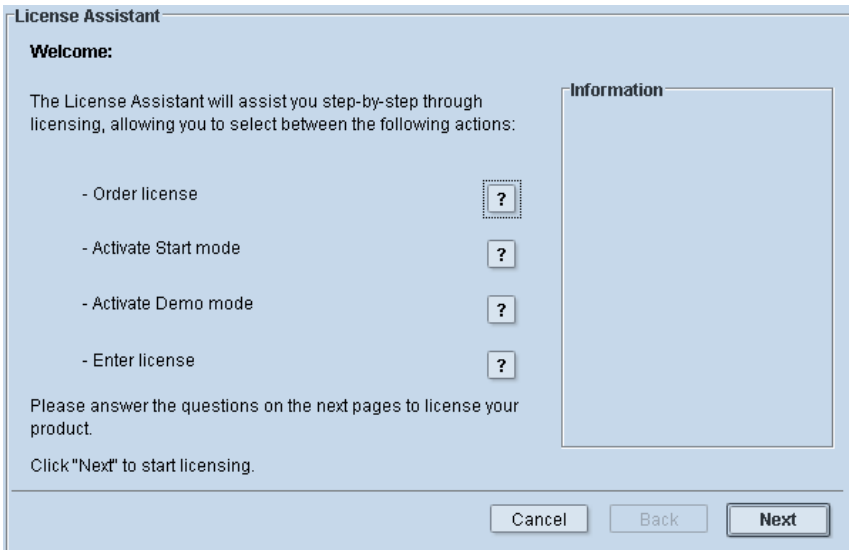 License Assistant
Welcome:
The License Assistant will assist you step-by-step through
licensing, allowing you to select between the following actions:
Information
- Order license ?
- Activate Start mode ?
- Activate Demo mode ?
- Enter license ?
Please answer the questions on the next pages to license your
product.
Click "Next" to start licensing.
Cancel Back Next